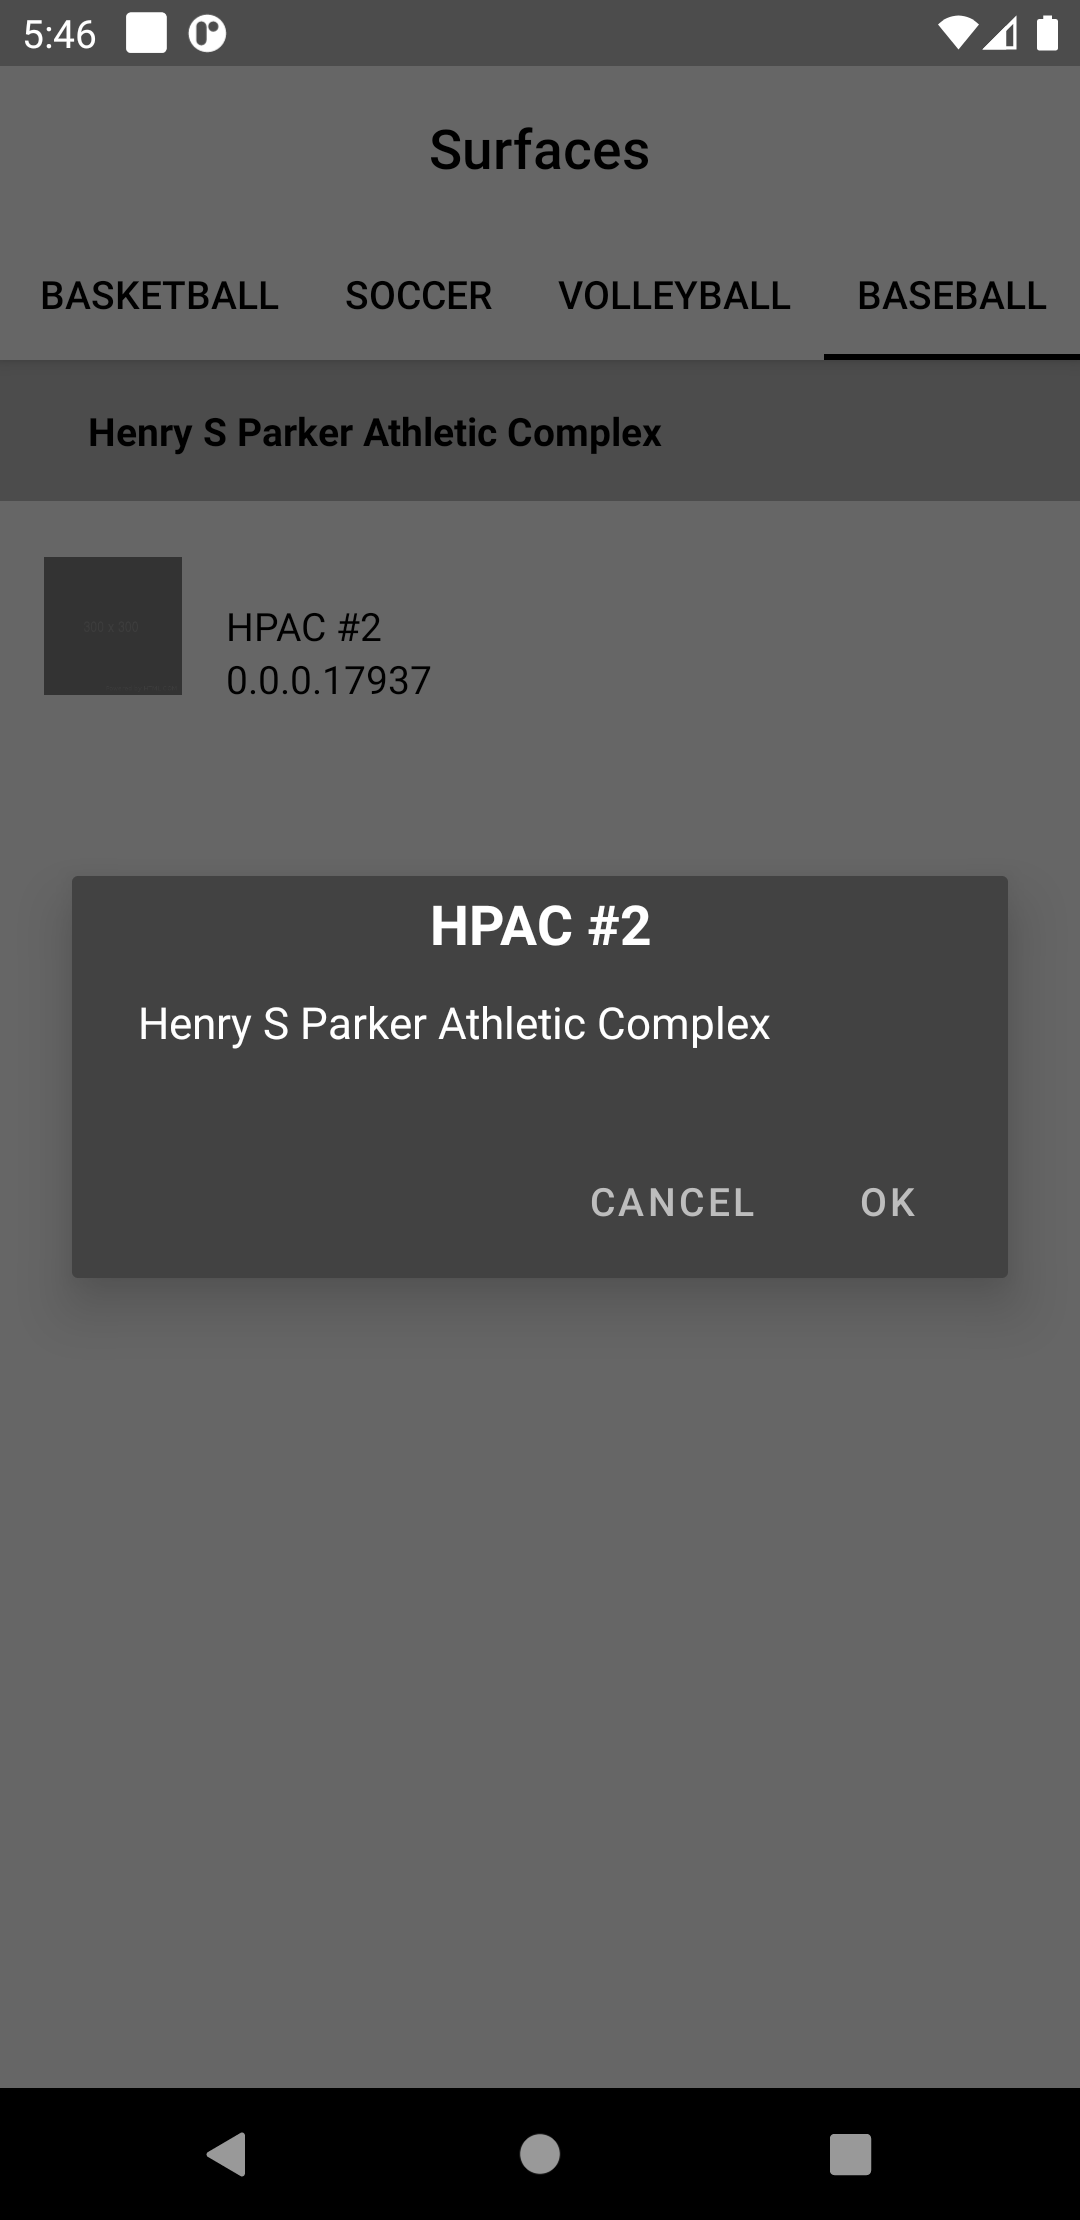 5:46
Surfaces
BASKETBALL SOCCER VOLLEYBALL BASEBALL
Henry S Parker Athletic Complex
300 x 300
HPAC #2
0.0.0.17937
HPAC #2
Henry S Parker Athletic Complex
CANCEL OK